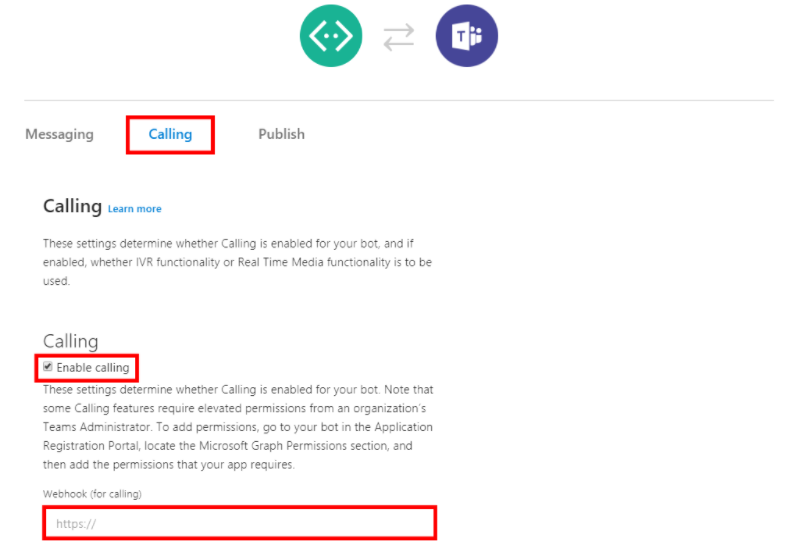 T
Messaging Calling Publish
Calling Learn more
These settings determine whether Calling is enabled for your bot, and if
enabled, whether IVR functionality or Real Time Media functionality is to be
used.
Calling
Enable calling
These settings determine whether Calling is enabled for your bot. Note that
some Calling features require elevated permissions from an organization's
Teams Administrator. To add permissions, go to your bot in the Application
Registration Portal, locate the Microsoft Graph Permissions section, and
then add the permissions that your app requires.
Webhook (for calling)
https://